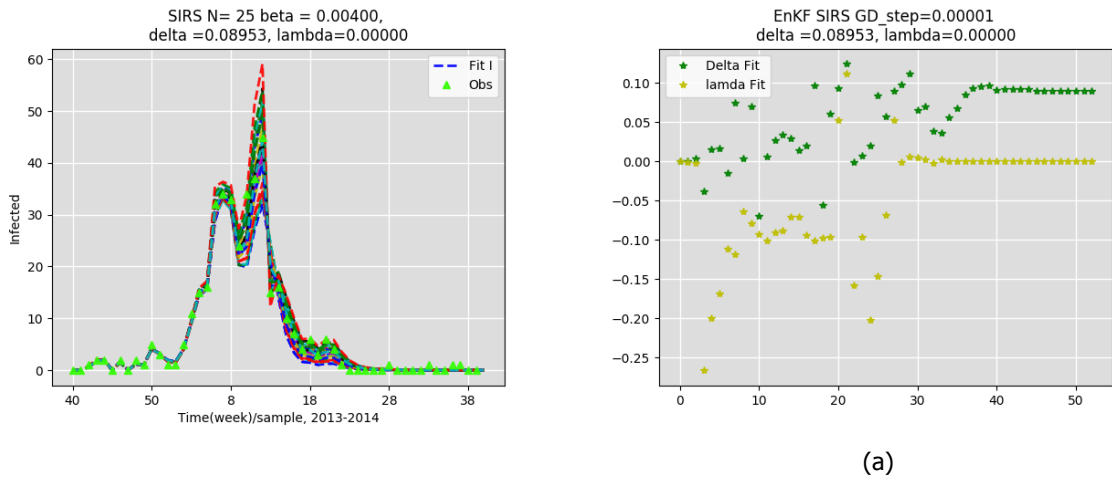 SIRS N= 25 beta = 0.00400,
delta =0.08953, lambda=0.00000
60
50
40
30
20
10
0
Infected
Fit I
Obs
40
50
8
18
28
38
Time(week)/sample, 2013-2014
EnKF SIRS GD_step=0.00001
delta =0.08953, lambda=0.00000
Delta Fit
lamda Fit
0.10
0.05
0.00
−0.05
−0.10
−0.15
−0.20
−0.25
0
10
20
30
40
50
(a)